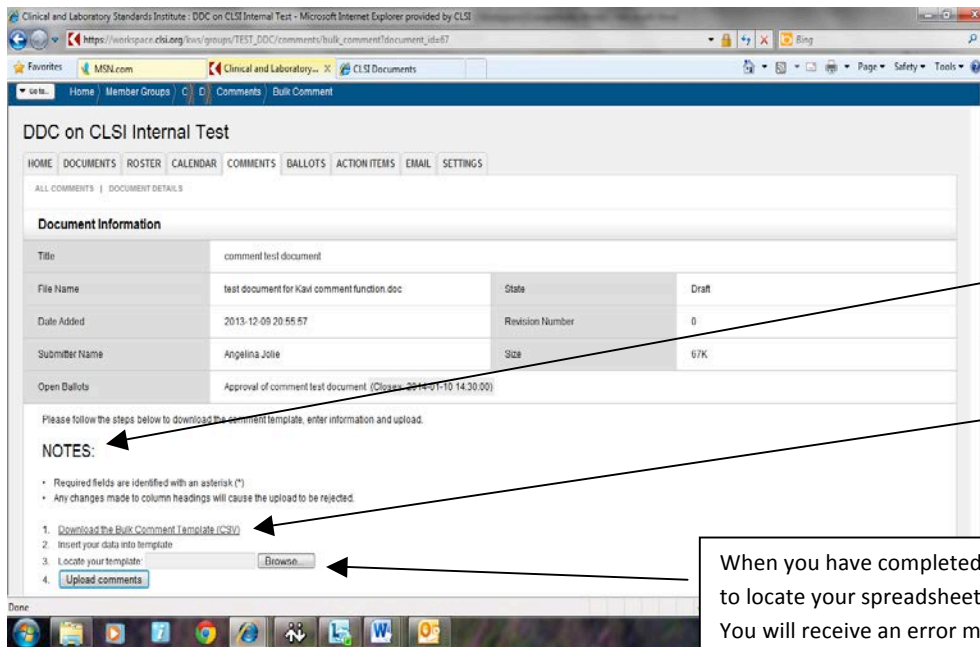 Clinical and Laboratory Standards Institute : DDC on CLSI Internal Test - Microsoft Internet Explorer provided by CLSI
https://workspace.clsi.org/kws/groups/TEST_DDC/comments/bulk_comment?document_id=67
Bing
Favorites MSN.com Clinical and Laboratory... X CLSI Documents Page Safety Tools
Go to... Home Member Groups C D Comments Bulk Comment
DDC on CLSI Internal Test
HOME DOCUMENTS ROSTER CALENDAR COMMENTS BALLOTS ACTION ITEMS EMAIL SETTINGS
ALL COMMENTS | DOCUMENT DETAILS
Document Information
Title comment test document
File Name test document for Kavi comment function.doc State Draft
Date Added 2013-12-09 20:55:57 Revision Number 0
Submitter Name Angelina Jolie Size 67K
Open Ballots Approval of comment test document (Closes: 2014-01-10 14:30:00)
Please follow the steps below to download the comment template, enter information and upload.
NOTES:
• Required fields are identified with an asterisk (*)
• Any changes made to column headings will cause the upload to be rejected.
1. Download the Bulk Comment Template (CSV)
2. Insert your data into template
3. Locate your template: Browse...
4. Upload comments
Done
When you have completed
to locate your spreadsheet
You will receive an error m